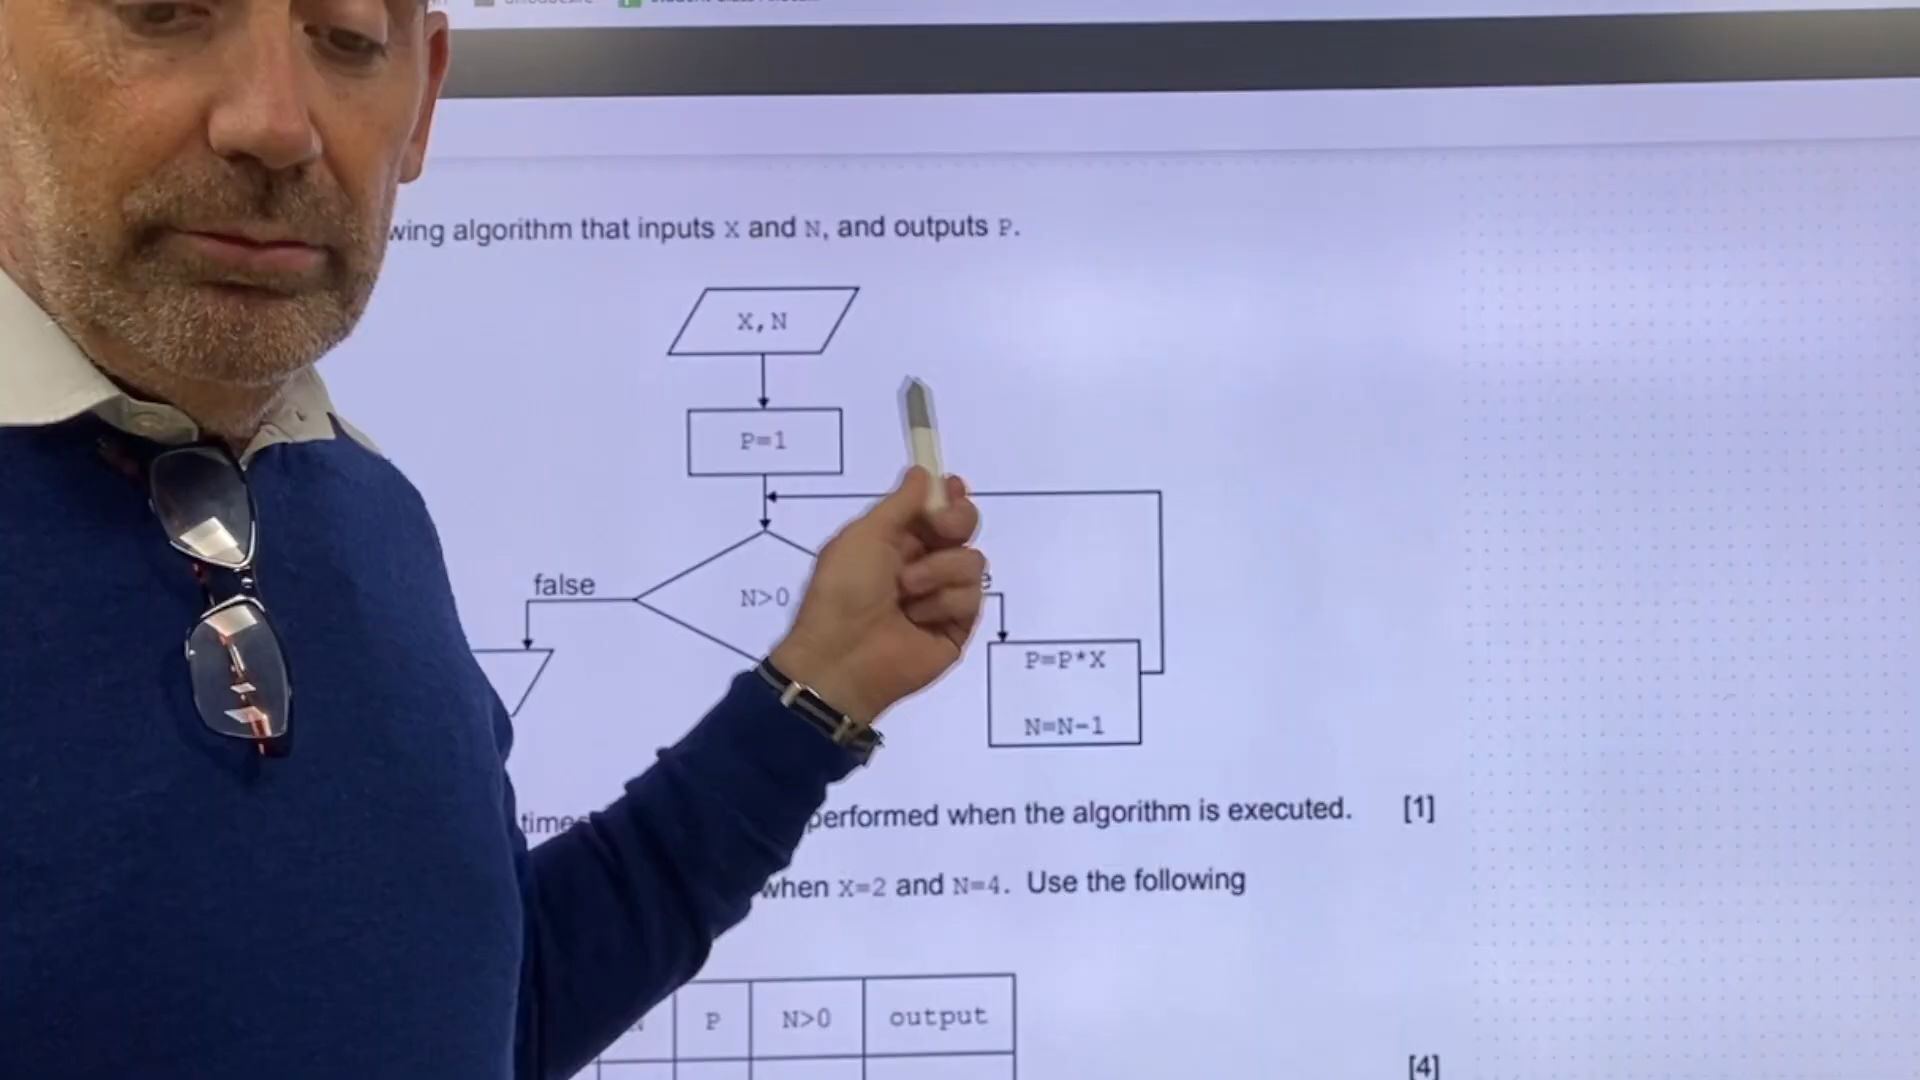 wing algorithm that inputs X and N, and outputs P.
X,N
P=1
false
N>0
P=P*X
N=N-1
performed when the algorithm is executed. [1]
when X=2 and N=4. Use the following
P N>0 output
[4]